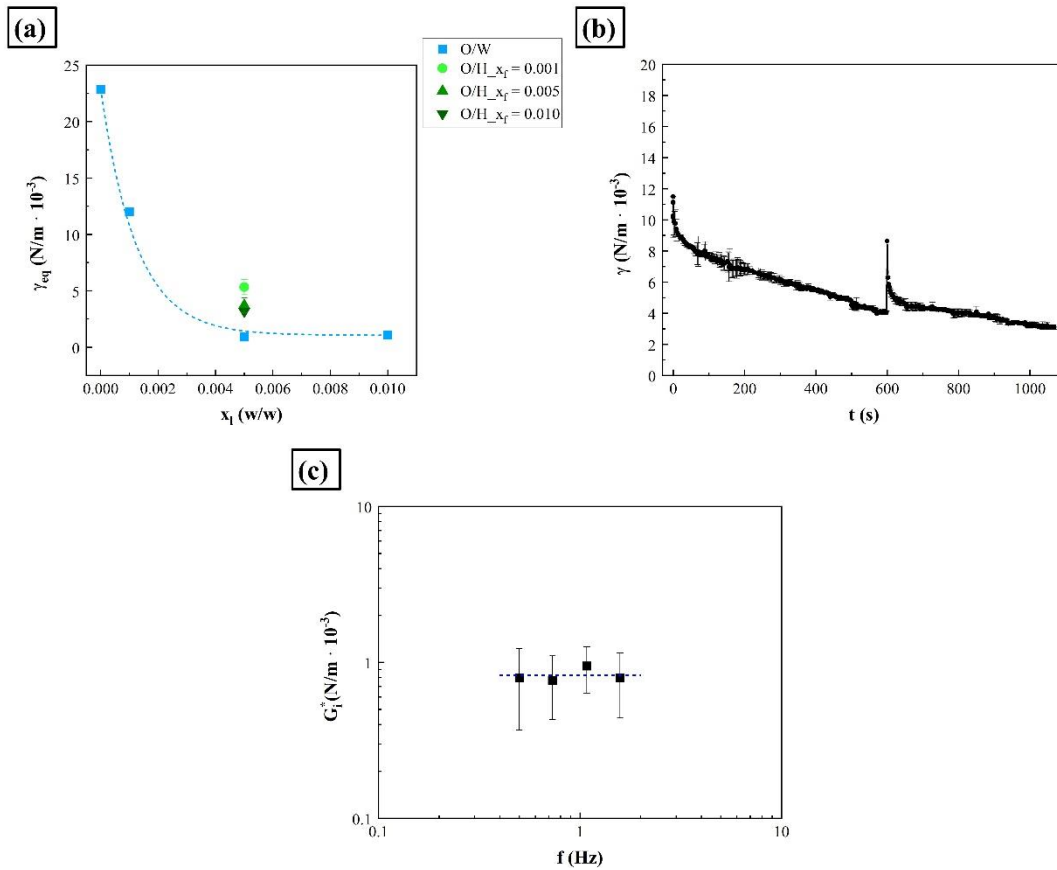 (a)
O/W
O/H_x_f = 0.001
O/H_x_f = 0.005
O/H_x_f = 0.010
25
20
15
10
5
0
γ_eq (N/m · 10^-3)
0.000 0.002 0.004 0.006 0.008 0.010
x_l (w/w)
(b)
20
18
16
14
12
10
8
6
4
2
0
γ (N/m · 10^-3)
0 200 400 600 800 1000
t (s)
(c)
10
1
0.1
G_i^*(N/m · 10^-3)
0.1 1 10
f (Hz)